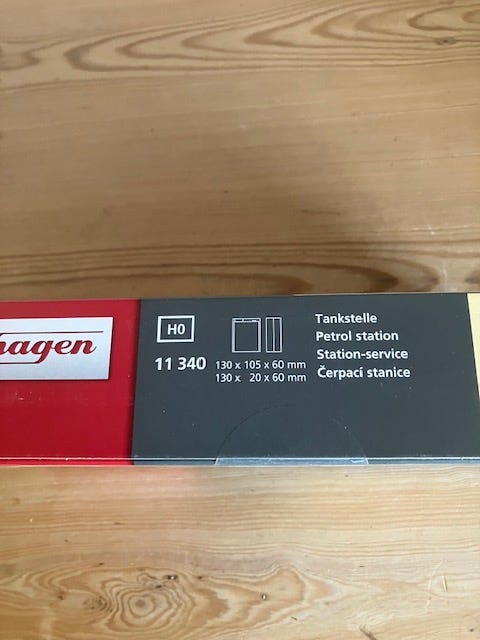 hagen
H0
11 340
130 x 105 x 60 mm
130 x 20 x 60 mm
Tankstelle
Petrol station
Station-service
Čerpací stanice